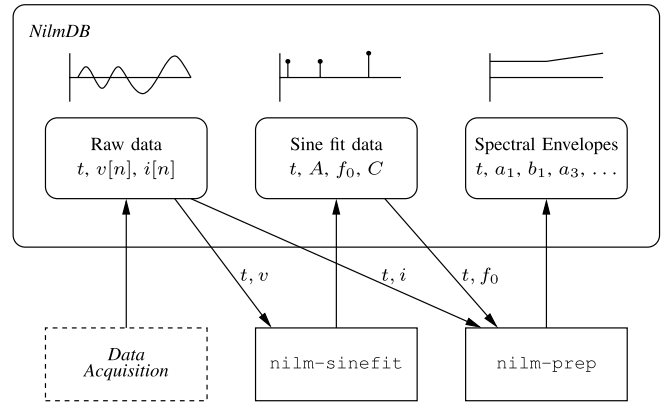 NilmDB
Raw data
t, v[n], i[n]
Sine fit data
t, A, f₀, C
Spectral Envelopes
t, a₁, b₁, a₃, ...
t, v
t, i
t, f₀
Data
Acquisition
nilm-sinefit
nilm-prep